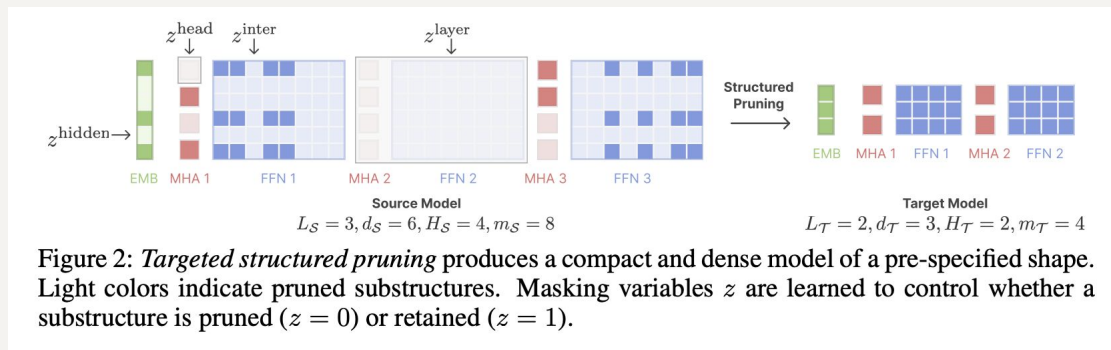 z^head z^inter z^layer
z^hidden
Structured
Pruning
EMB MHA 1 FFN 1 MHA 2 FFN 2 MHA 3 FFN 3
EMB MHA 1 FFN 1 MHA 2 FFN 2
Source Model
L_S = 3, d_S = 6, H_S = 4, m_S = 8
Target Model
L_T = 2, d_T = 3, H_T = 2, m_T = 4
Figure 2: Targeted structured pruning produces a compact and dense model of a pre-specified shape.
Light colors indicate pruned substructures. Masking variables z are learned to control whether a
substructure is pruned (z = 0) or retained (z = 1).